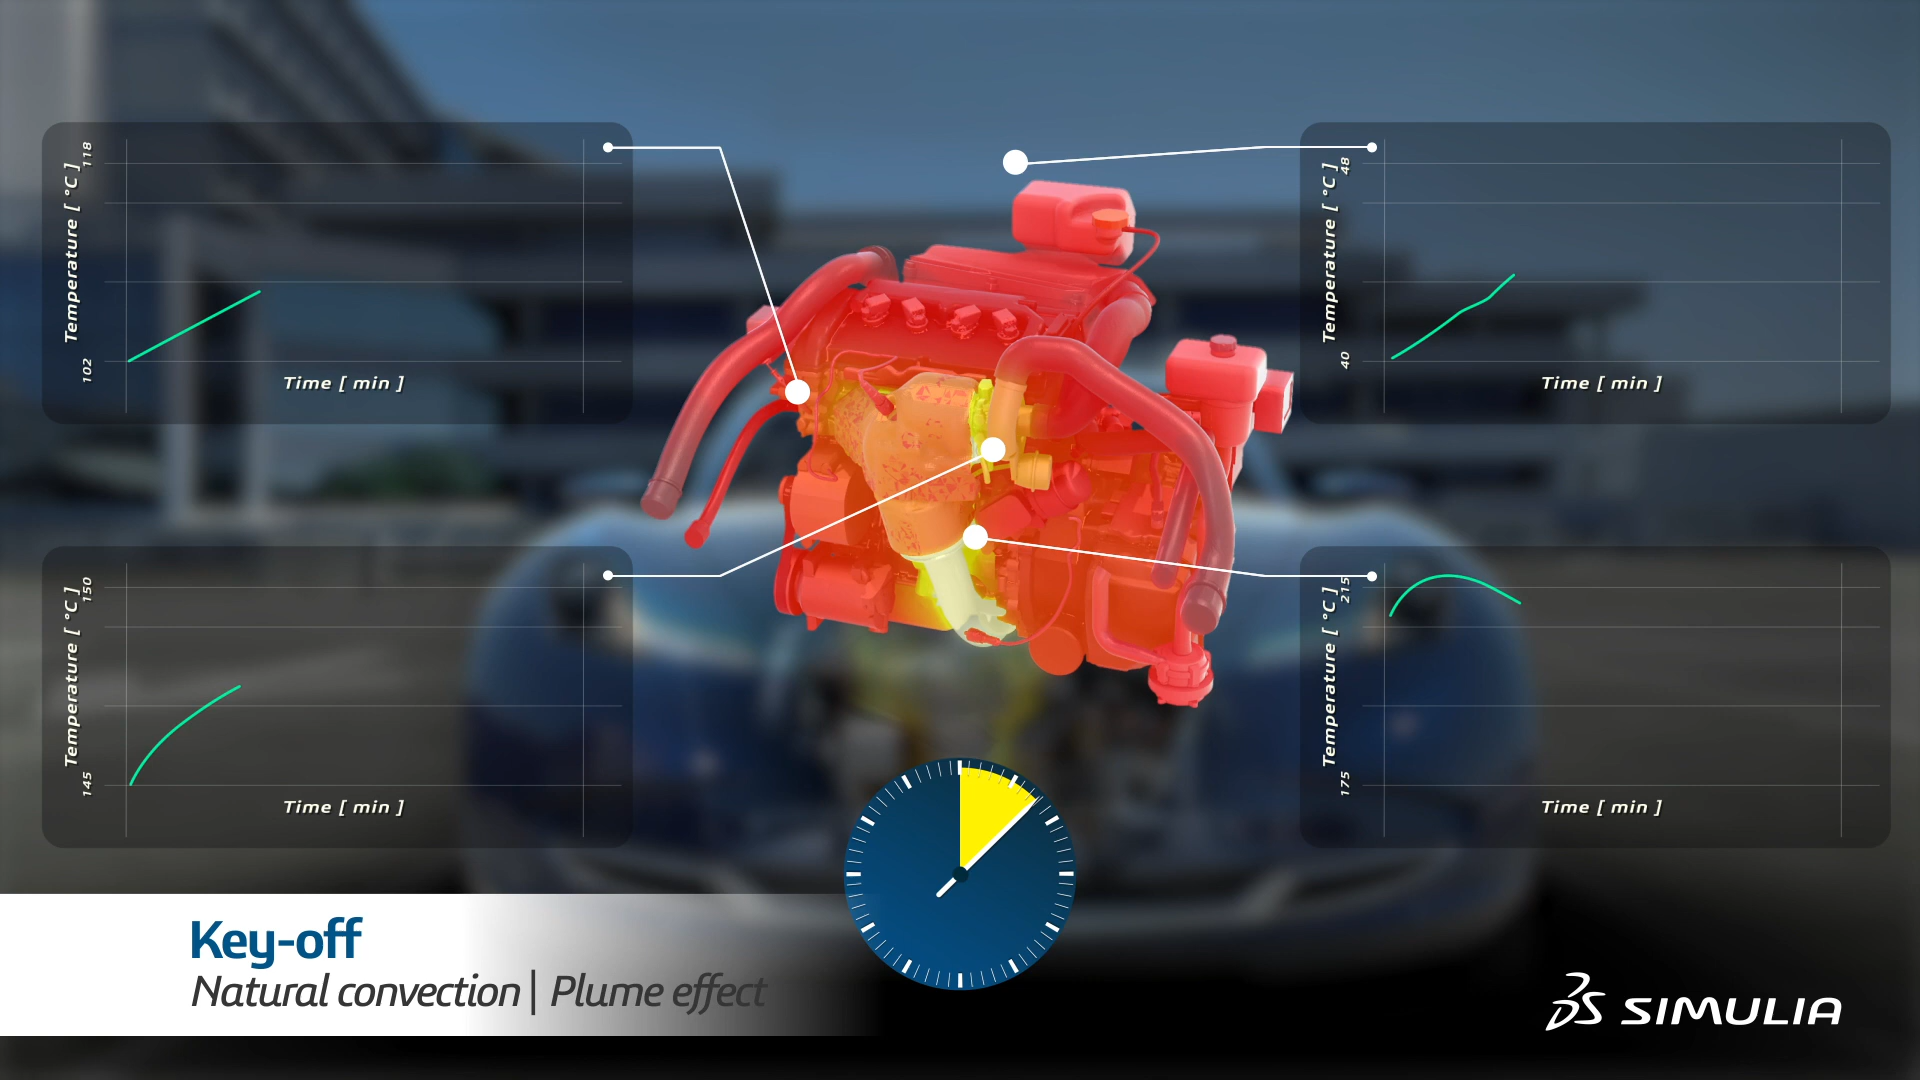 Temperature [ °C ]
118
102
Time [ min ]
Temperature [ °C ]
48
40
Time [ min ]
Temperature [ °C ]
150
145
Time [ min ]
Temperature [ °C ]
215
175
Time [ min ]
Key-off
Natural convection | Plume effect
3S SIMULIA